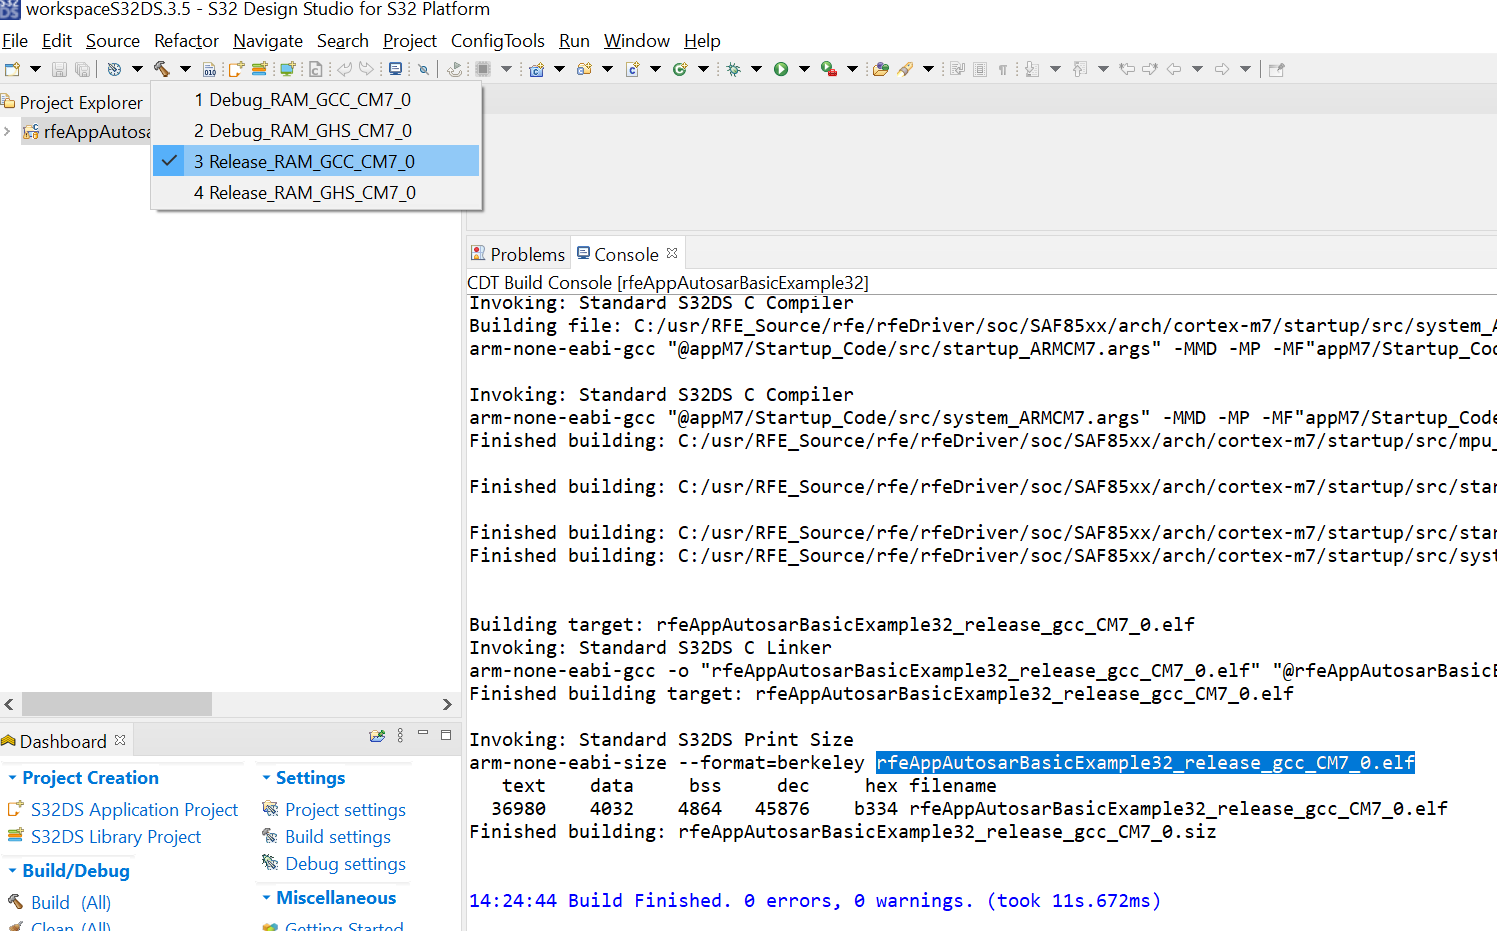 workspaceS32DS.3.5 - S32 Design Studio for S32 Platform
File Edit Source Refactor Navigate Search Project ConfigTools Run Window Help
Project Explorer
rfeAppAutosa
1 Debug_RAM_GCC_CM7_0
2 Debug_RAM_GHS_CM7_0
3 Release_RAM_GCC_CM7_0
4 Release_RAM_GHS_CM7_0
Problems Console
CDT Build Console [rfeAppAutosarBasicExample32]
Invoking: Standard S32DS C Compiler
Building file: C:/usr/RFE_Source/rfe/rfeDriver/soc/SAF85xx/arch/cortex-m7/startup/src/system_A
arm-none-eabi-gcc "@appM7/Startup_Code/src/startup_ARMCM7.args" -MMD -MP -MF"appM7/Startup_Coc
Invoking: Standard S32DS C Compiler
arm-none-eabi-gcc "@appM7/Startup_Code/src/system_ARMCM7.args" -MMD -MP -MF"appM7/Startup_Code
Finished building: C:/usr/RFE_Source/rfe/rfeDriver/soc/SAF85xx/arch/cortex-m7/startup/src/mpu_
Finished building: C:/usr/RFE_Source/rfe/rfeDriver/soc/SAF85xx/arch/cortex-m7/startup/src/star
Finished building: C:/usr/RFE_Source/rfe/rfeDriver/soc/SAF85xx/arch/cortex-m7/startup/src/star
Finished building: C:/usr/RFE_Source/rfe/rfeDriver/soc/SAF85xx/arch/cortex-m7/startup/src/syst
Building target: rfeAppAutosarBasicExample32_release_gcc_CM7_0.elf
Invoking: Standard S32DS C Linker
arm-none-eabi-gcc -o "rfeAppAutosarBasicExample32_release_gcc_CM7_0.elf" "@rfeAppAutosarBasicE
Finished building target: rfeAppAutosarBasicExample32_release_gcc_CM7_0.elf
Invoking: Standard S32DS Print Size
arm-none-eabi-size --format=berkeley rfeAppAutosarBasicExample32_release_gcc_CM7_0.elf
text data bss dec hex filename
36980 4032 4864 45876 b334 rfeAppAutosarBasicExample32_release_gcc_CM7_0.elf
Finished building: rfeAppAutosarBasicExample32_release_gcc_CM7_0.siz
14:24:44 Build Finished. 0 errors, 0 warnings. (took 11s.672ms)
Dashboard
Project Creation
S32DS Application Project
S32DS Library Project
Build/Debug
Build (All)
Clean (All)
Settings
Project settings
Build settings
Debug settings
Miscellaneous
Getting Started